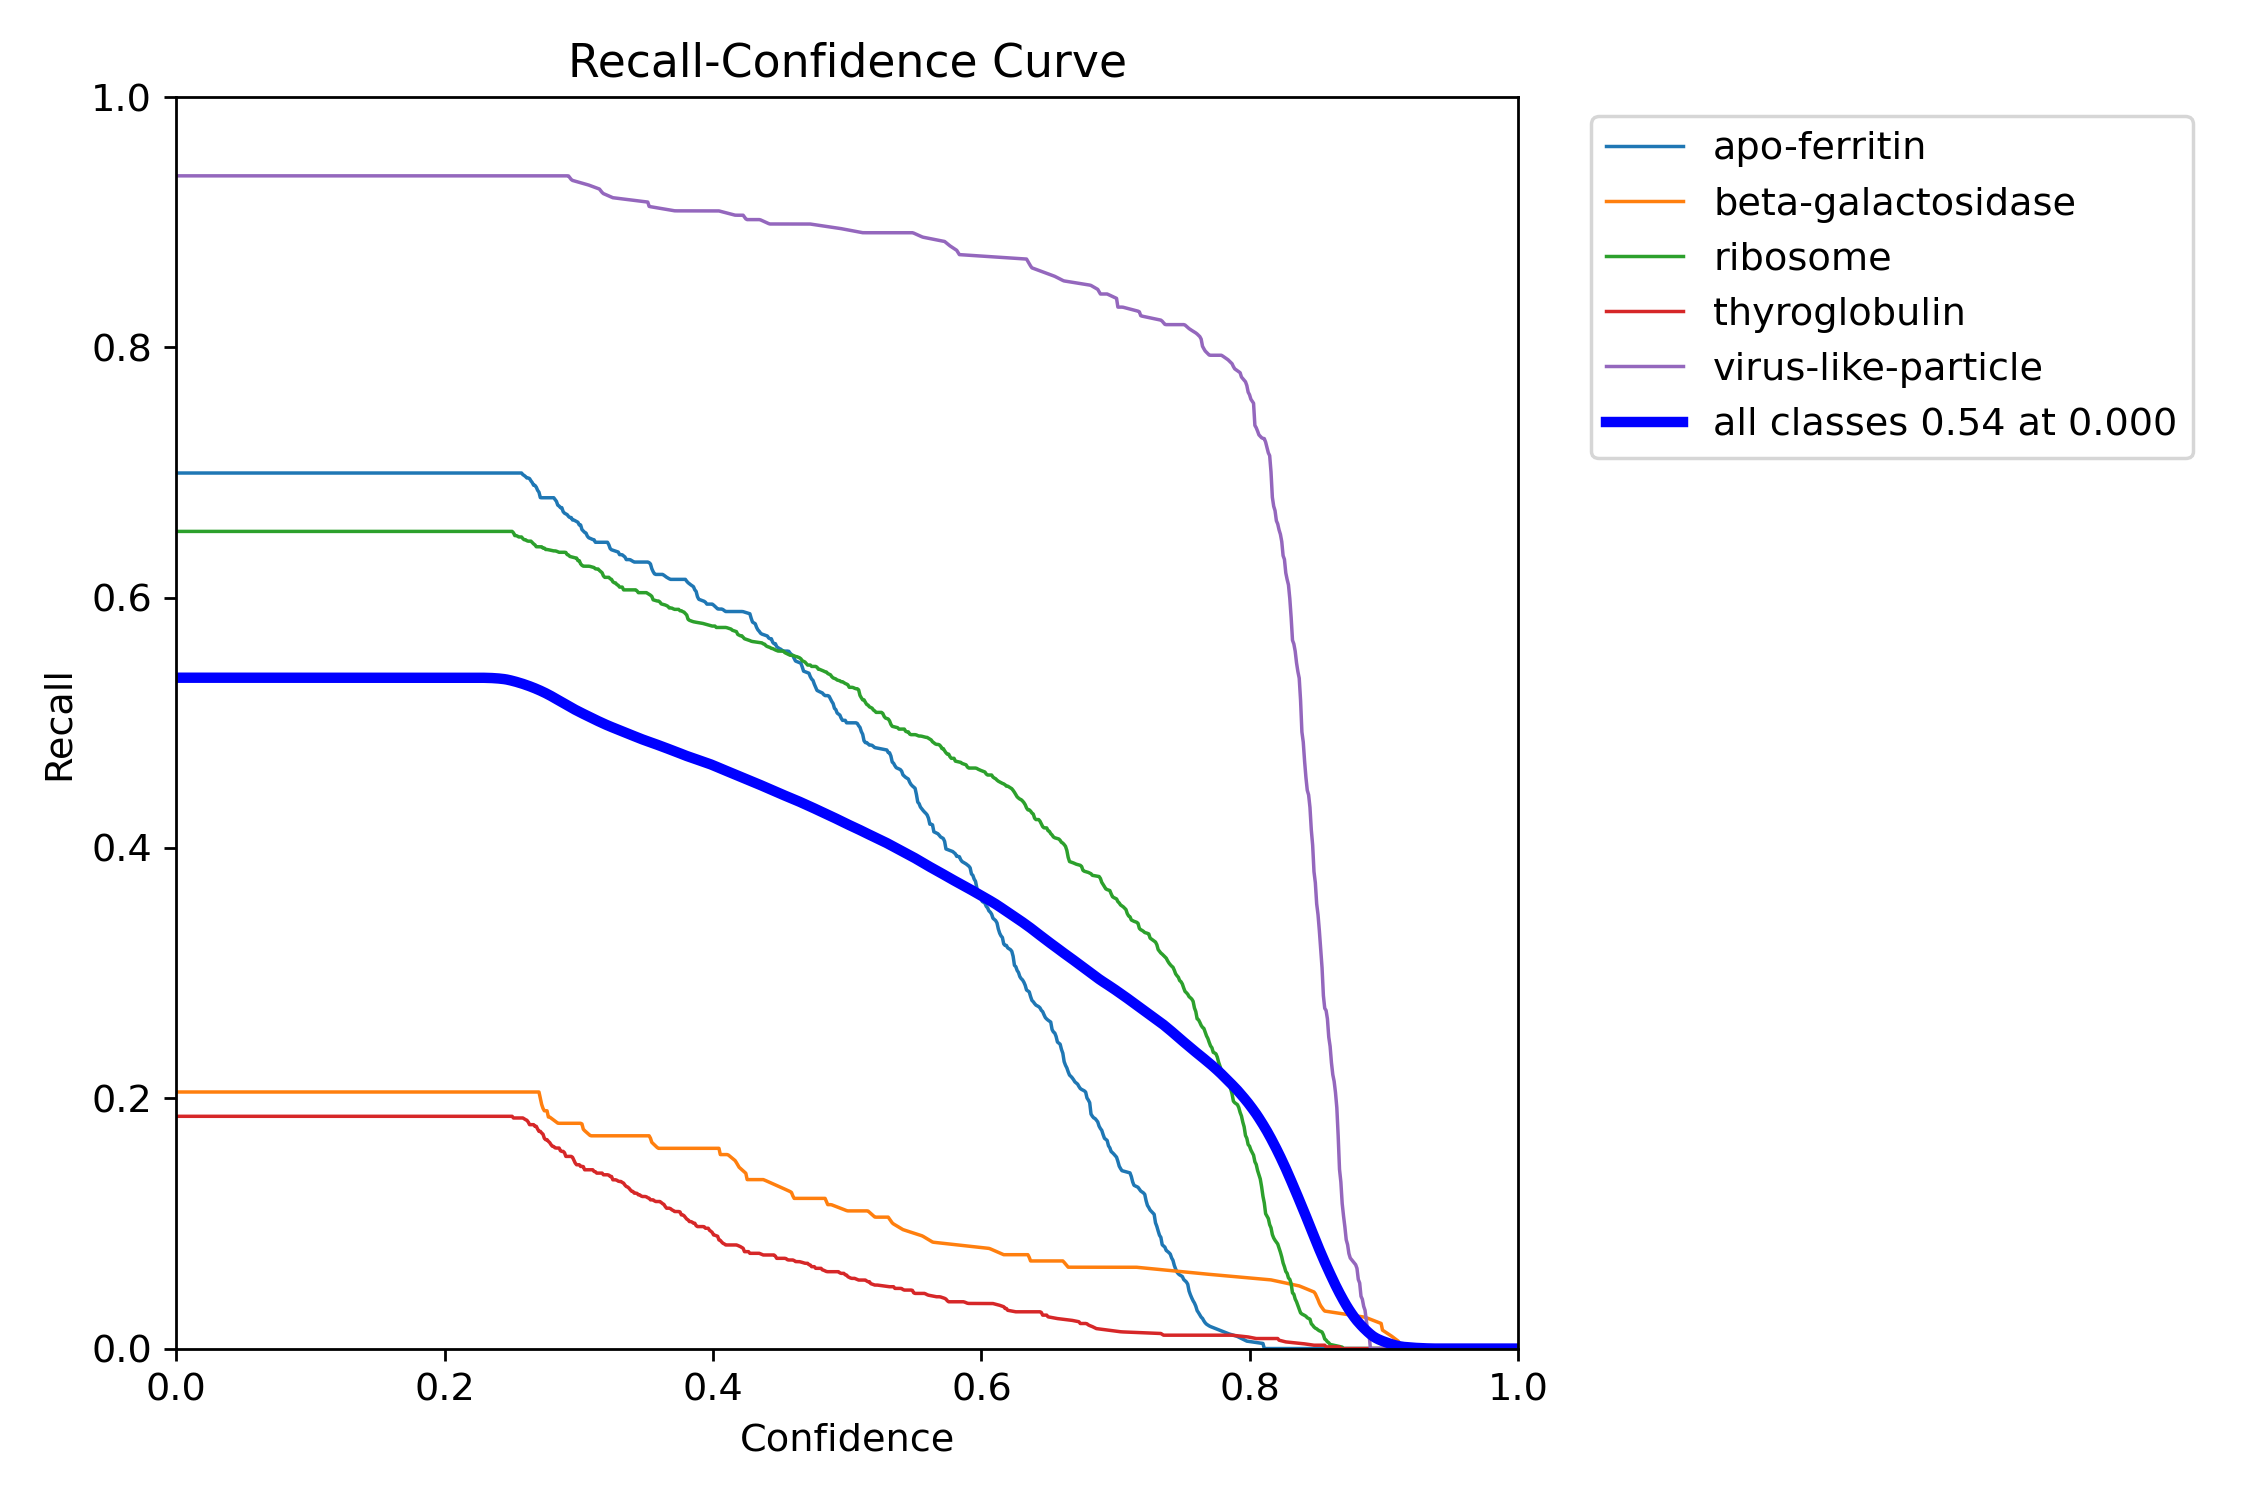 Recall-Confidence Curve
1.0
0.8
0.6
0.4
0.2
0.0
Recall
0.0 0.2 0.4 0.6 0.8 1.0
Confidence
apo-ferritin
beta-galactosidase
ribosome
thyroglobulin
virus-like-particle
all classes 0.54 at 0.000